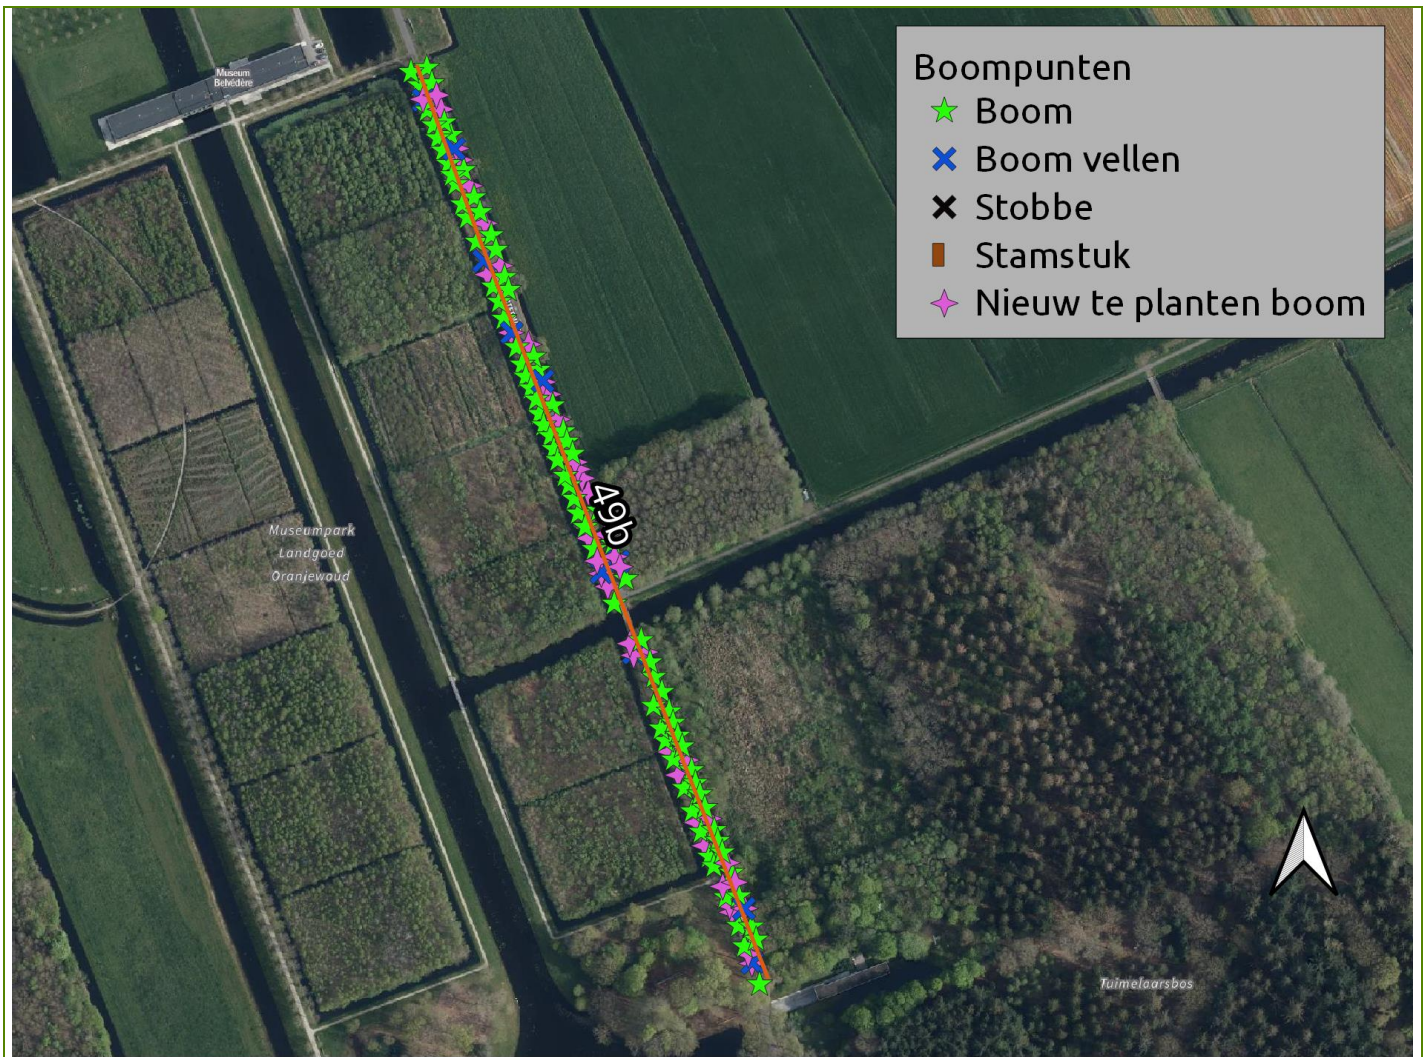 Museum
Belvédère
Boompunten
Boom
Boom vellen
Stobbe
Stamstuk
Nieuw te planten boom
49b
Museumpark
Landgoed
Oranjewoud
Tuimelaarsbos